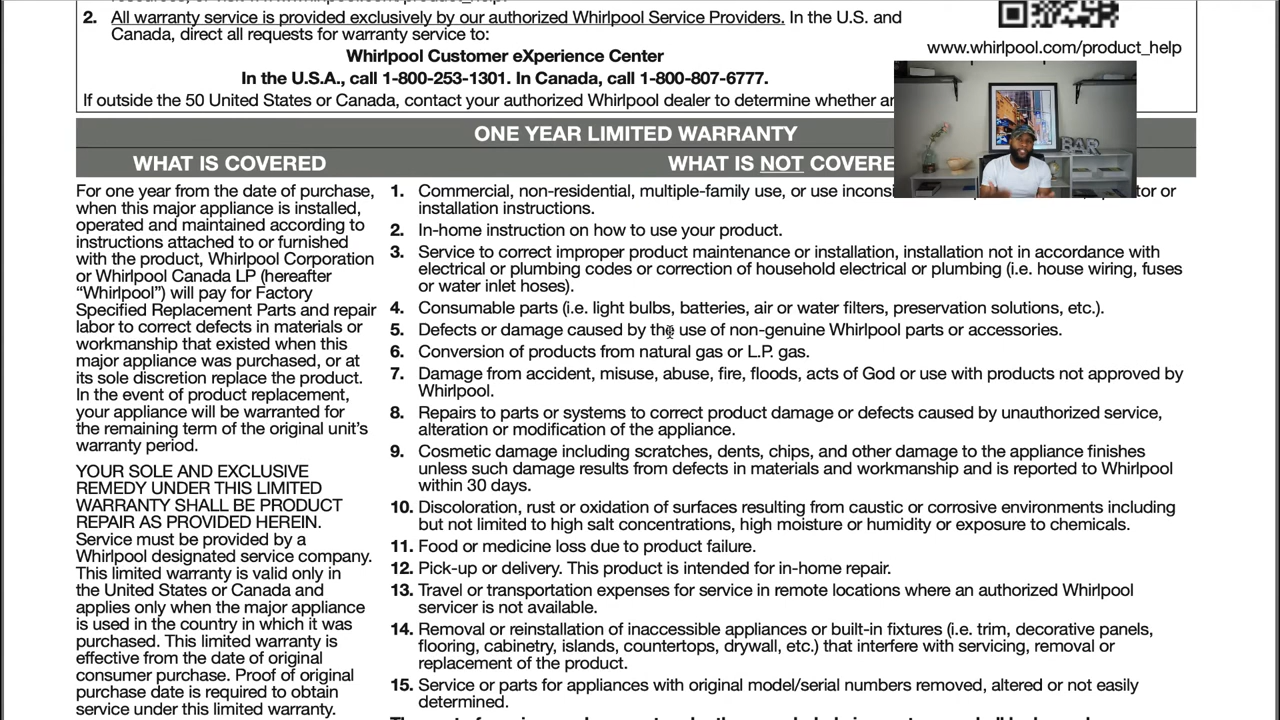 2. All warranty service is provided exclusively by our authorized Whirlpool Service Providers. In the U.S. and
Canada, direct all requests for warranty service to:
Whirlpool Customer eXperience Center
In the U.S.A., call 1-800-253-1301. In Canada, call 1-800-807-6777.
If outside the 50 United States or Canada, contact your authorized Whirlpool dealer to determine whether
www.whirlpool.com/product_help
ONE YEAR LIMITED WARRANTY
WHAT IS COVERED
For one year from the date of purchase,
when this major appliance is installed,
operated and maintained according to
instructions attached to or furnished
with the product, Whirlpool Corporation
or Whirlpool Canada LP (hereafter
“Whirlpool”) will pay for Factory
Specified Replacement Parts and repair
labor to correct defects in materials or
workmanship that existed when this
major appliance was purchased, or at
its sole discretion replace the product.
In the event of product replacement,
your appliance will be warranted for
the remaining term of the original unit’s
warranty period.
YOUR SOLE AND EXCLUSIVE
REMEDY UNDER THIS LIMITED
WARRANTY SHALL BE PRODUCT
REPAIR AS PROVIDED HEREIN.
Service must be provided by a
Whirlpool designated service company.
This limited warranty is valid only in
the United States or Canada and
applies only when the major appliance
is used in the country in which it was
purchased. This limited warranty is
effective from the date of original
consumer purchase. Proof of original
purchase date is required to obtain
service under this limited warranty.
WHAT IS NOT COVERE
1. Commercial, non-residential, multiple-family use, or use or
installation instructions.
2. In-home instruction on how to use your product.
3. Service to correct improper product maintenance or installation, installation not in accordance with
electrical or plumbing codes or correction of household electrical or plumbing (i.e. house wiring, fuses
or water inlet hoses).
4. Consumable parts (i.e. light bulbs, batteries, air or water filters, preservation solutions, etc.).
5. Defects or damage caused by the use of non-genuine Whirlpool parts or accessories.
6. Conversion of products from natural gas or L.P. gas.
7. Damage from accident, misuse, abuse, fire, floods, acts of God or use with products not approved by
Whirlpool.
8. Repairs to parts or systems to correct product damage or defects caused by unauthorized service,
alteration or modification of the appliance.
9. Cosmetic damage including scratches, dents, chips, and other damage to the appliance finishes
unless such damage results from defects in materials and workmanship and is reported to Whirlpool
within 30 days.
10. Discoloration, rust or oxidation of surfaces resulting from caustic or corrosive environments including
but not limited to high salt concentrations, high moisture or humidity or exposure to chemicals.
11. Food or medicine loss due to product failure.
12. Pick-up or delivery. This product is intended for in-home repair.
13. Travel or transportation expenses for service in remote locations where an authorized Whirlpool
servicer is not available.
14. Removal or reinstallation of inaccessible appliances or built-in fixtures (i.e. trim, decorative panels,
flooring, cabinetry, islands, countertops, drywall, etc.) that interfere with servicing, removal or
replacement of the product.
15. Service or parts for appliances with original model/serial numbers removed, altered or not easily
determined.
BAR